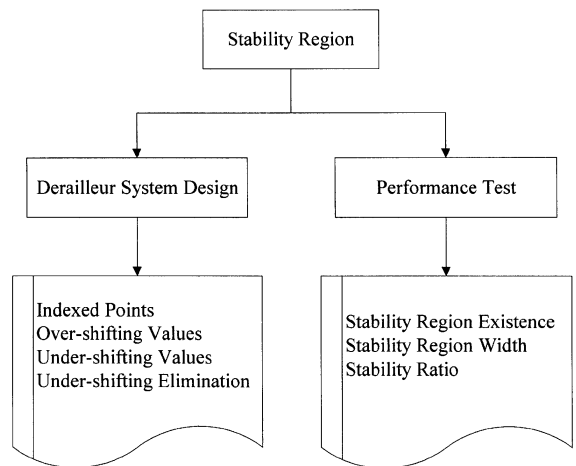 Stability Region
Derailleur System Design
Performance Test
Indexed Points
Over-shifting Values
Under-shifting Values
Under-shifting Elimination
Stability Region Existence
Stability Region Width
Stability Ratio